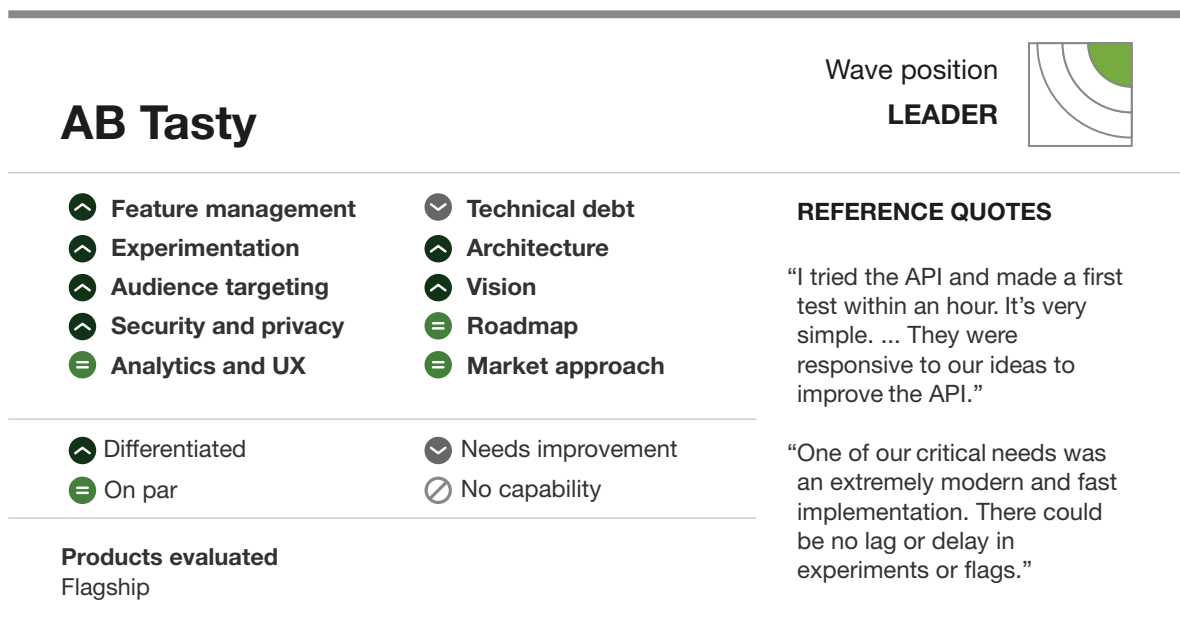 Wave position
LEADER
AB Tasty
Feature management
Experimentation
Audience targeting
Security and privacy
Analytics and UX
Technical debt
Architecture
Vision
Roadmap
Market approach
Differentiated
On par
Needs improvement
No capability
Products evaluated
Flagship
REFERENCE QUOTES
“I tried the API and made a first
test within an hour. It’s very
simple. ... They were
responsive to our ideas to
improve the API.”
“One of our critical needs was
an extremely modern and fast
implementation. There could
be no lag or delay in
experiments or flags.”